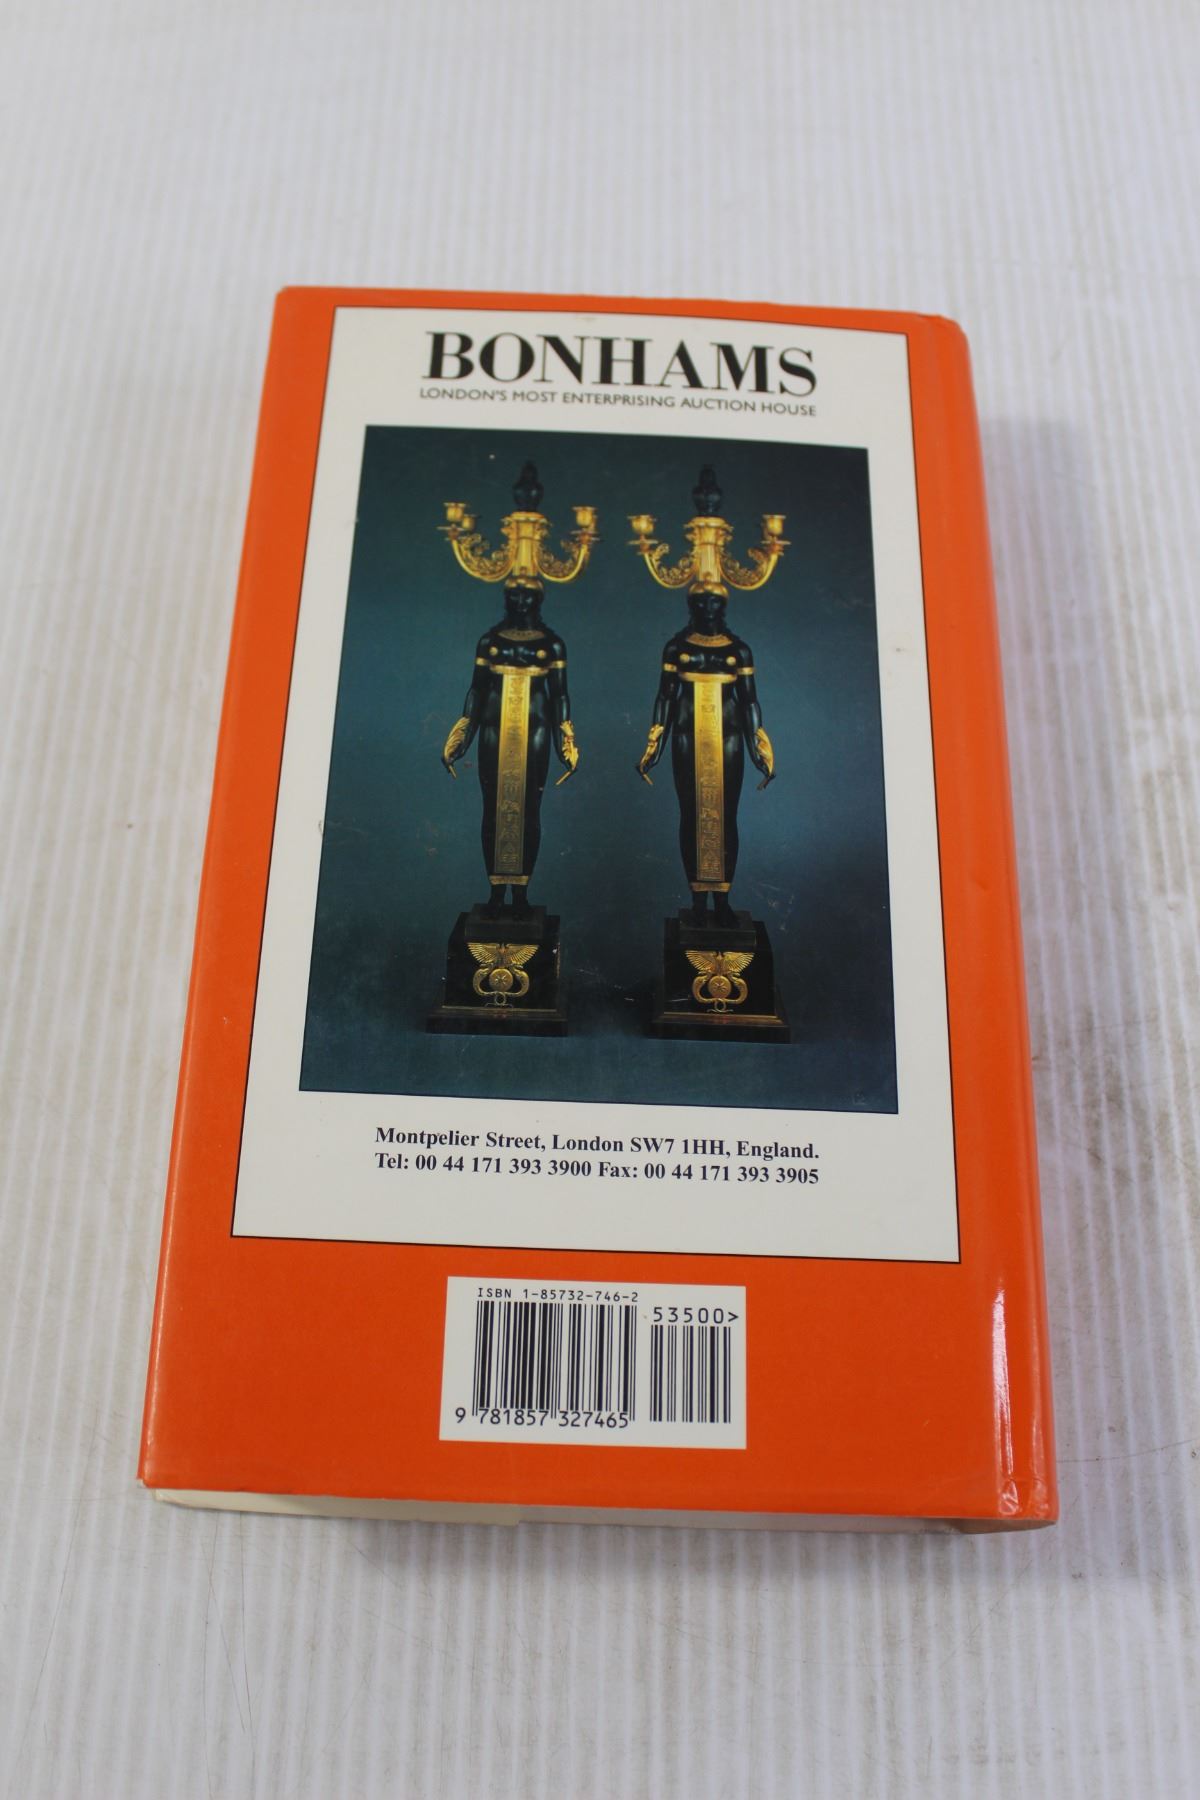 BONHAMS
LONDON'S MOST ENTERPRISING AUCTION HOUSE
Montpelier Street, London SW7 1HH, England.
Tel: 00 44 171 393 3900 Fax: 00 44 171 393 3905
ISBN 1-85732-746-2
53500>
9 781857 327465